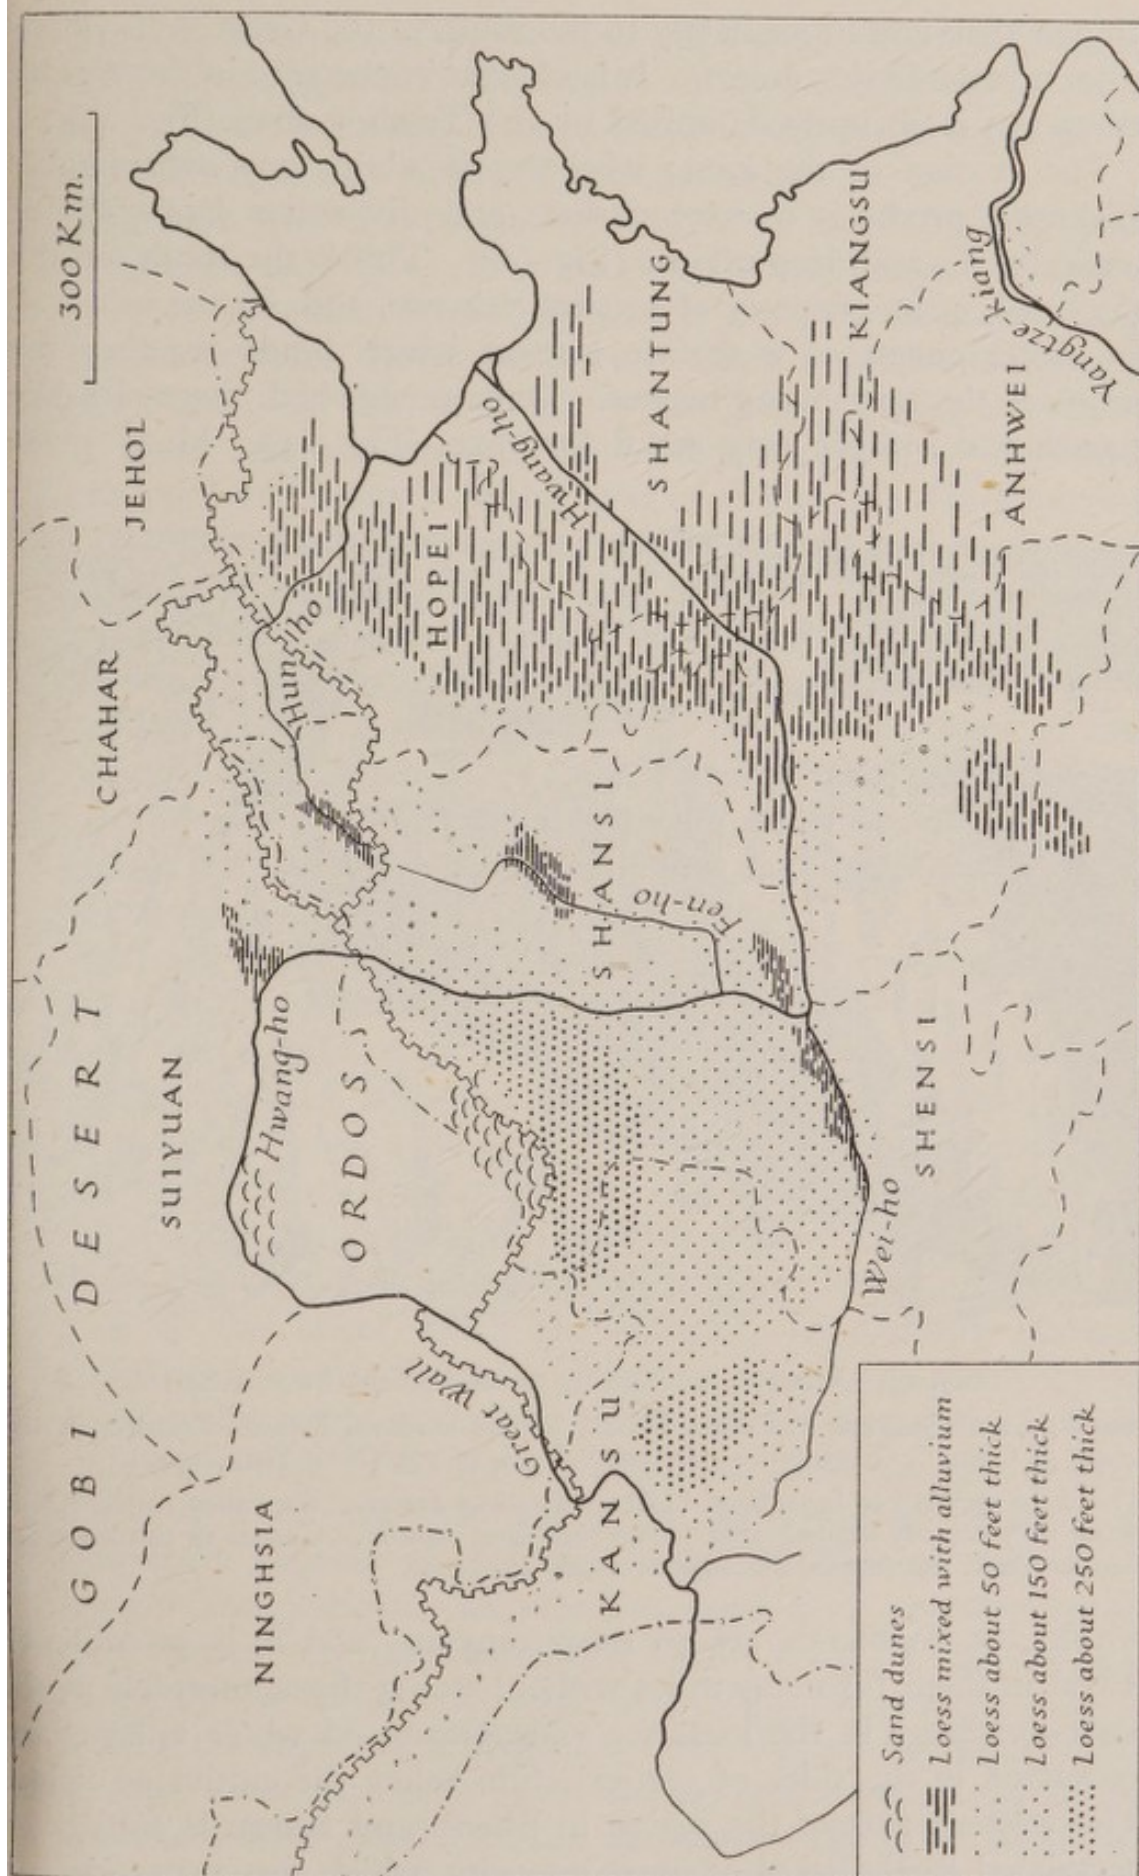 300 Km.
JEHOL
CHAHAR
GOBI DESERT
SUIYUAN
NINGHSIA
Hun-ho
HOPEI
Hwang-ho
SHANTUNG
KIANGSU
Yangtze-kiang
ANHWEI
SHANSI
Fen-ho
Hwang-ho
ORDOS
SHENSI
Wei-ho
Great Wall
KANSU
Sand dunes
Loess mixed with alluvium
Loess about 50 feet thick
Loess about 150 feet thick
Loess about 250 feet thick